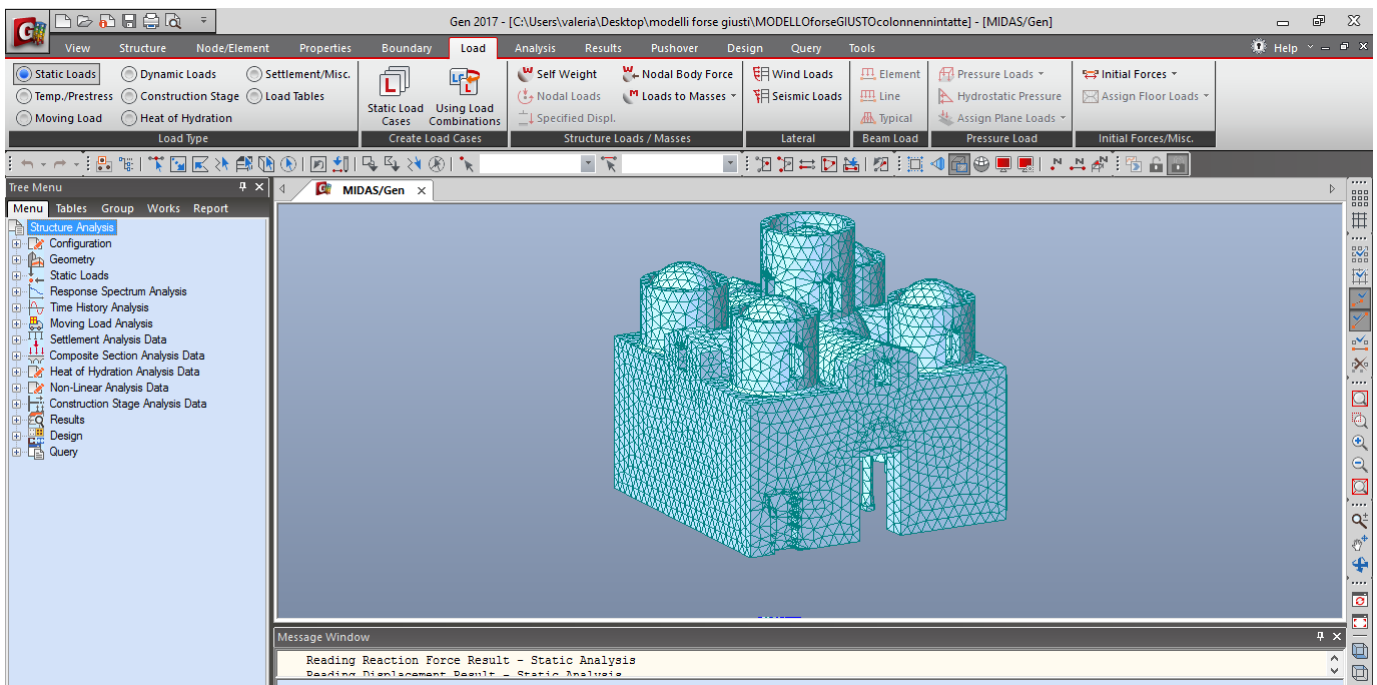 Gen 2017 - [C:\Users\valeria\Desktop\modelli forse giusti\MODELLOforseGIUSTOcolonnennintatte] - [MIDAS/Gen]
View Structure Node/Element Properties Boundary Load Analysis Results Pushover Design Query Tools Help
Static Loads Dynamic Loads Settlement/Misc.
Temp./Prestress Construction Stage Load Tables
Moving Load Heat of Hydration
Load Type
Static Load Cases
Using Load Combinations
Create Load Cases
Self Weight Nodal Body Force
Nodal Loads Loads to Masses
Specified Displ.
Structure Loads / Masses
Wind Loads
Seismic Loads
Lateral
Element
Line
Typical
Beam Load
Pressure Loads
Hydrostatic Pressure
Assign Plane Loads
Pressure Load
Initial Forces
Assign Floor Loads
Initial Forces/Misc.
Tree Menu
Menu Tables Group Works Report
Structure Analysis
Configuration
Geometry
Static Loads
Response Spectrum Analysis
Time History Analysis
Moving Load Analysis
Settlement Analysis Data
Composite Section Analysis Data
Heat of Hydration Analysis Data
Non-Linear Analysis Data
Construction Stage Analysis Data
Results
Design
Query
MIDAS/Gen
Message Window
Reading Reaction Force Result - Static Analysis
Reading Displacement Result - Static Analysis